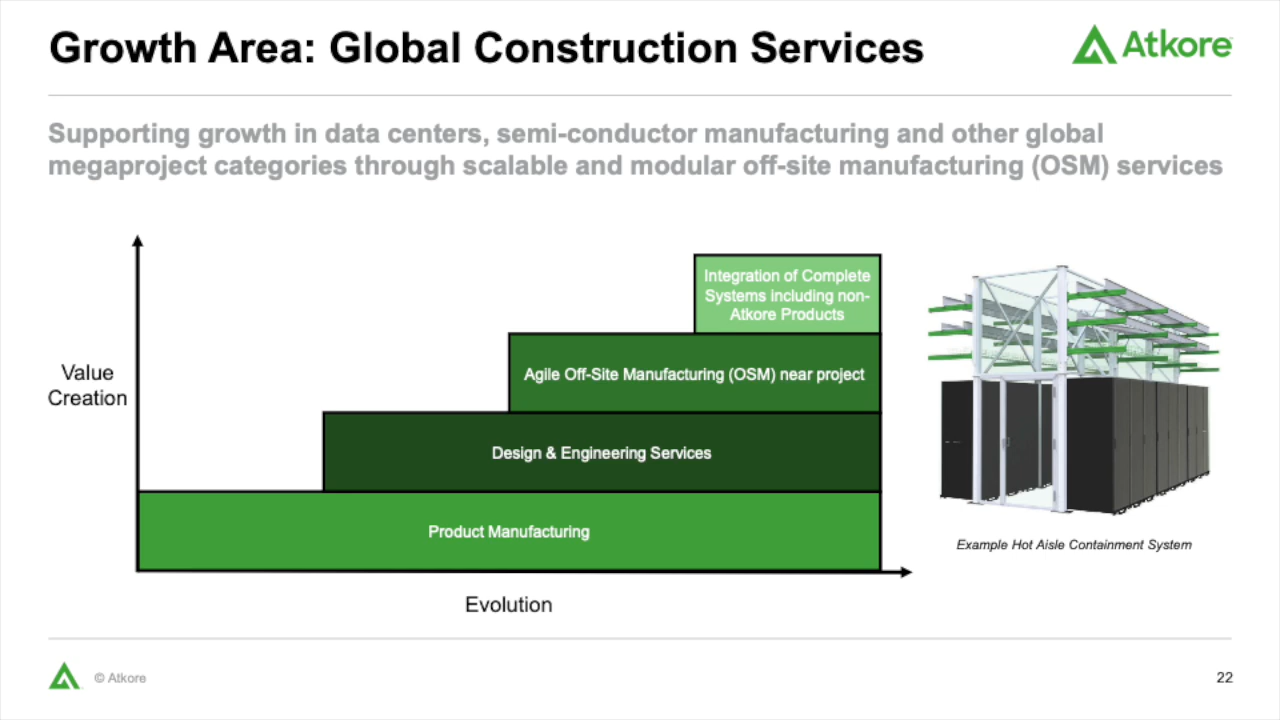 Growth Area: Global Construction Services
Atkore
Supporting growth in data centers, semi-conductor manufacturing and other global
megaproject categories through scalable and modular off-site manufacturing (OSM) services
Value
Creation
Integration of Complete
Systems including non-
Atkore Products
Agile Off-Site Manufacturing (OSM) near project
Design & Engineering Services
Product Manufacturing
Evolution
Example Hot Aisle Containment System
© Atkore
22